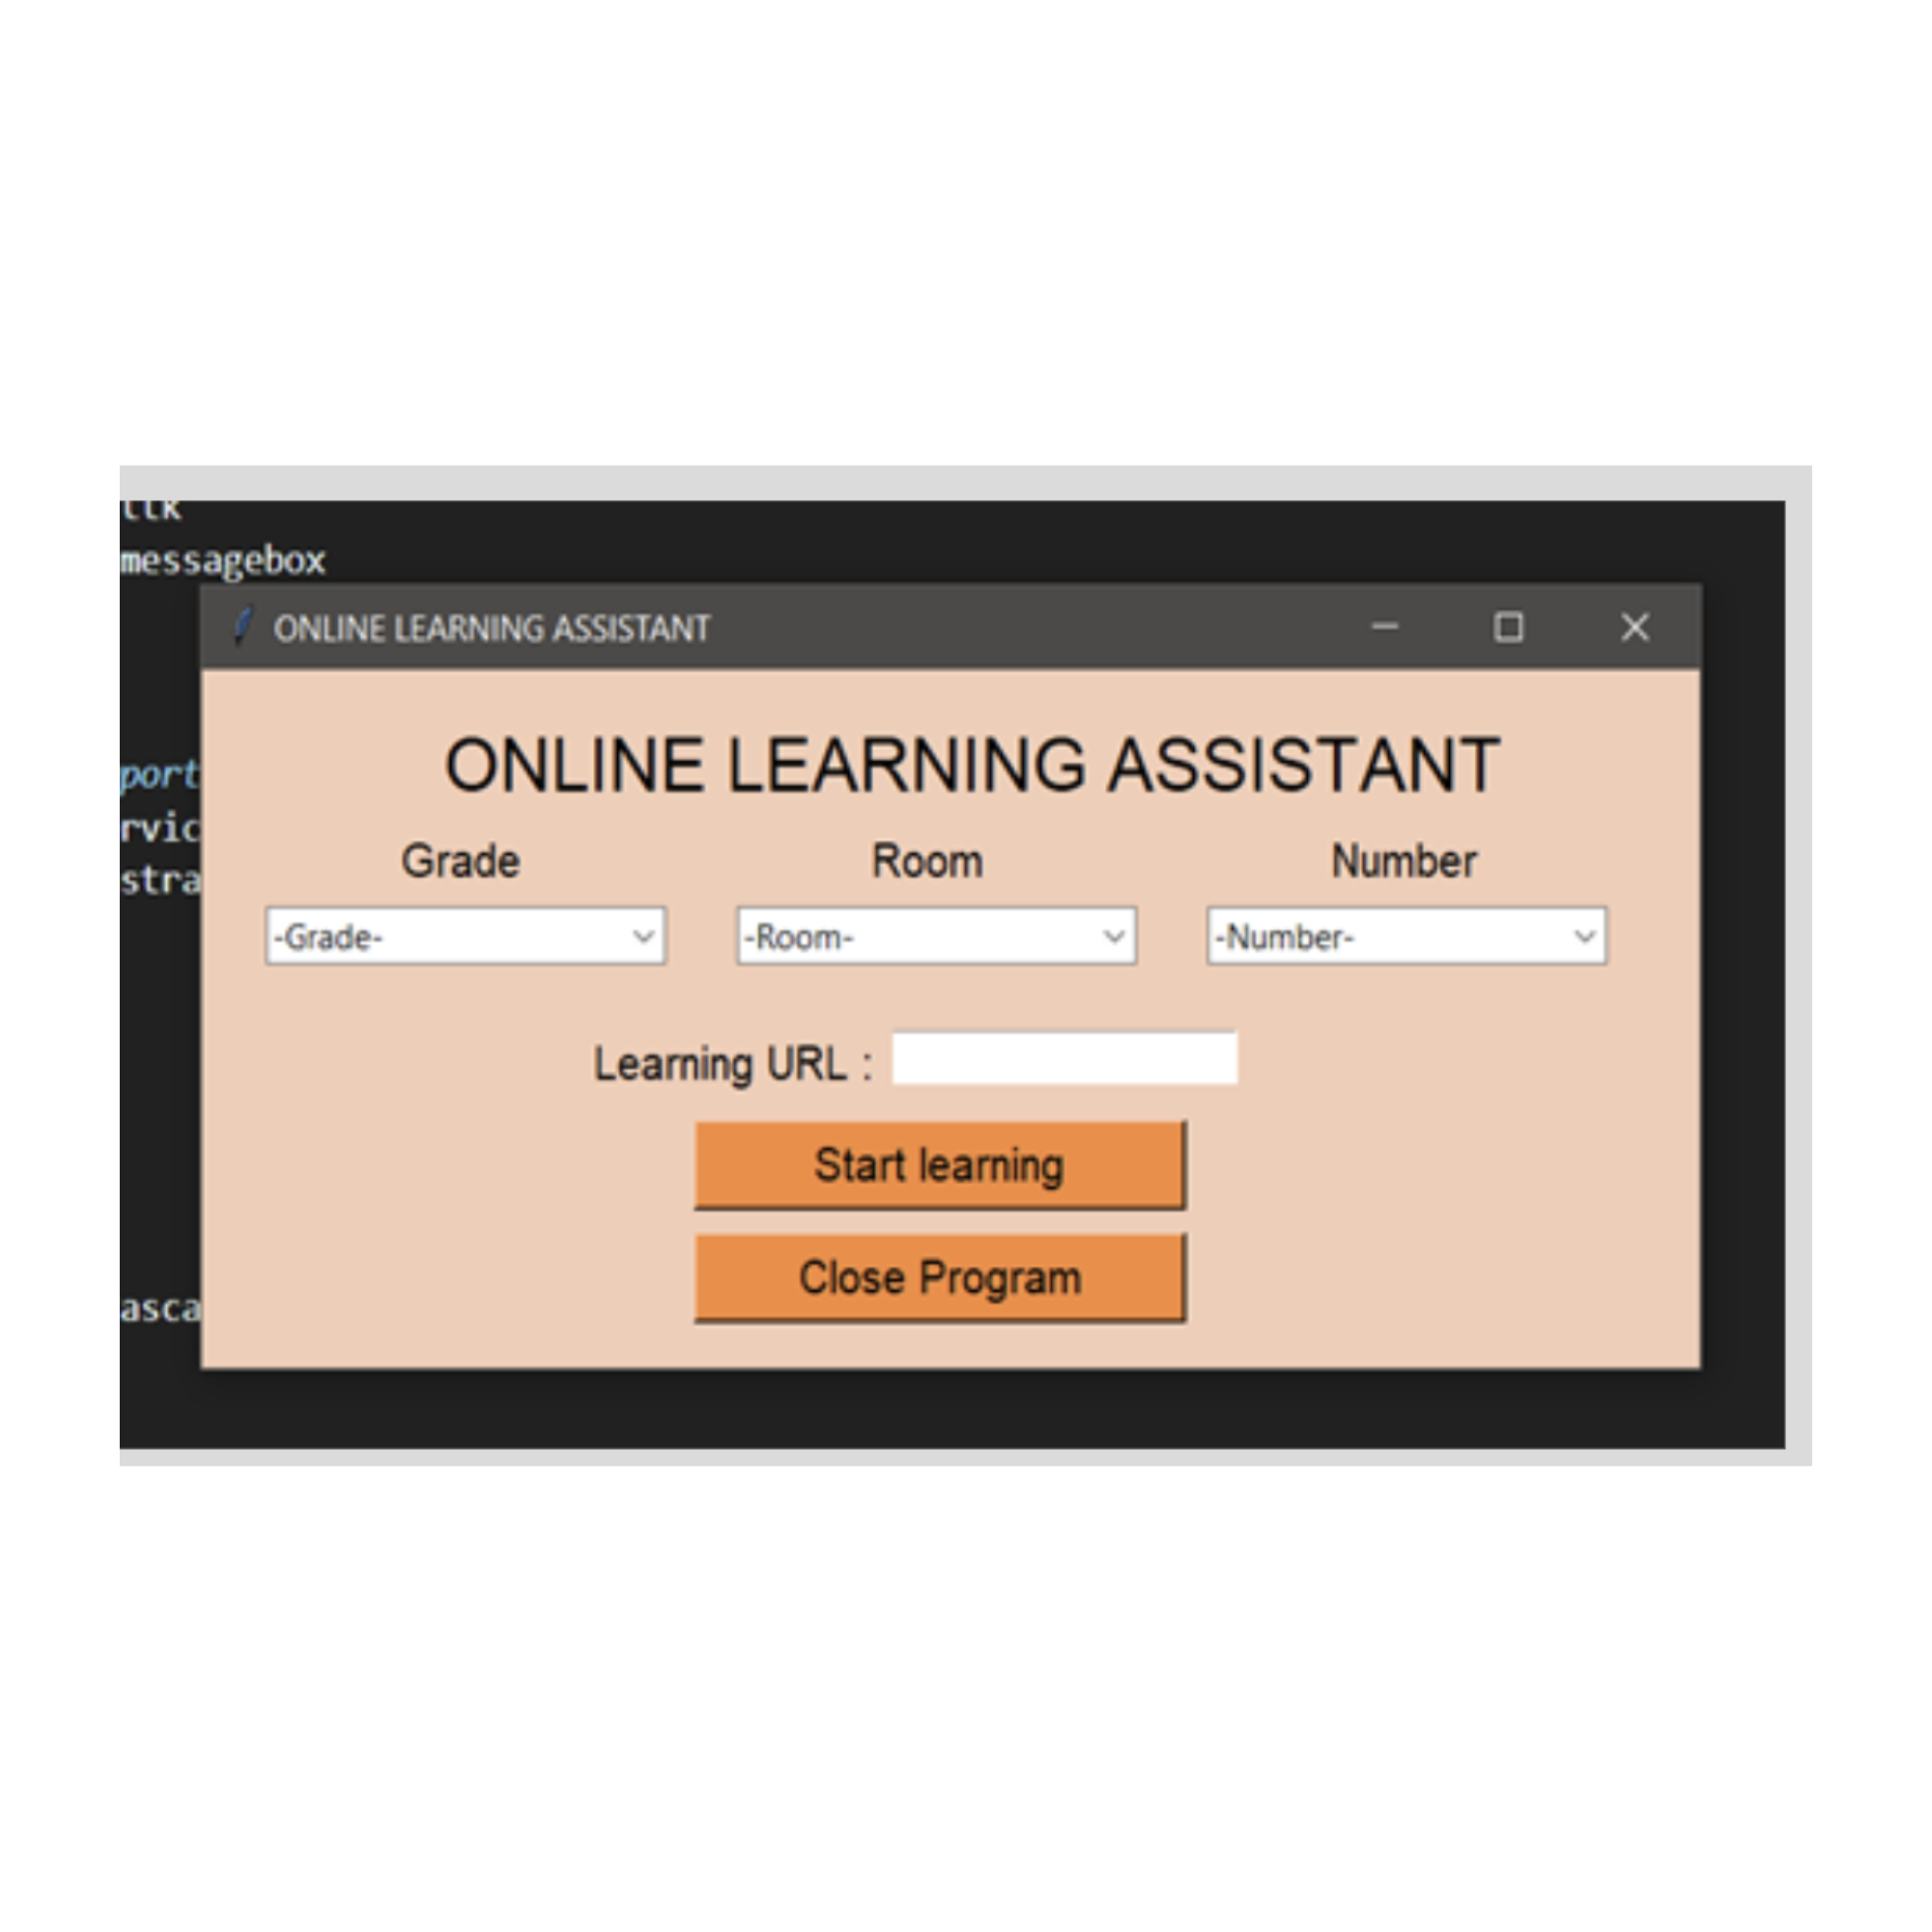 ttk
messagebox
ONLINE LEARNING ASSISTANT
ONLINE LEARNING ASSISTANT
port
rvic
stra
Grade Room Number
-Grade- -Room- -Number-
Learning URL :
Start learning
Close Program
asca